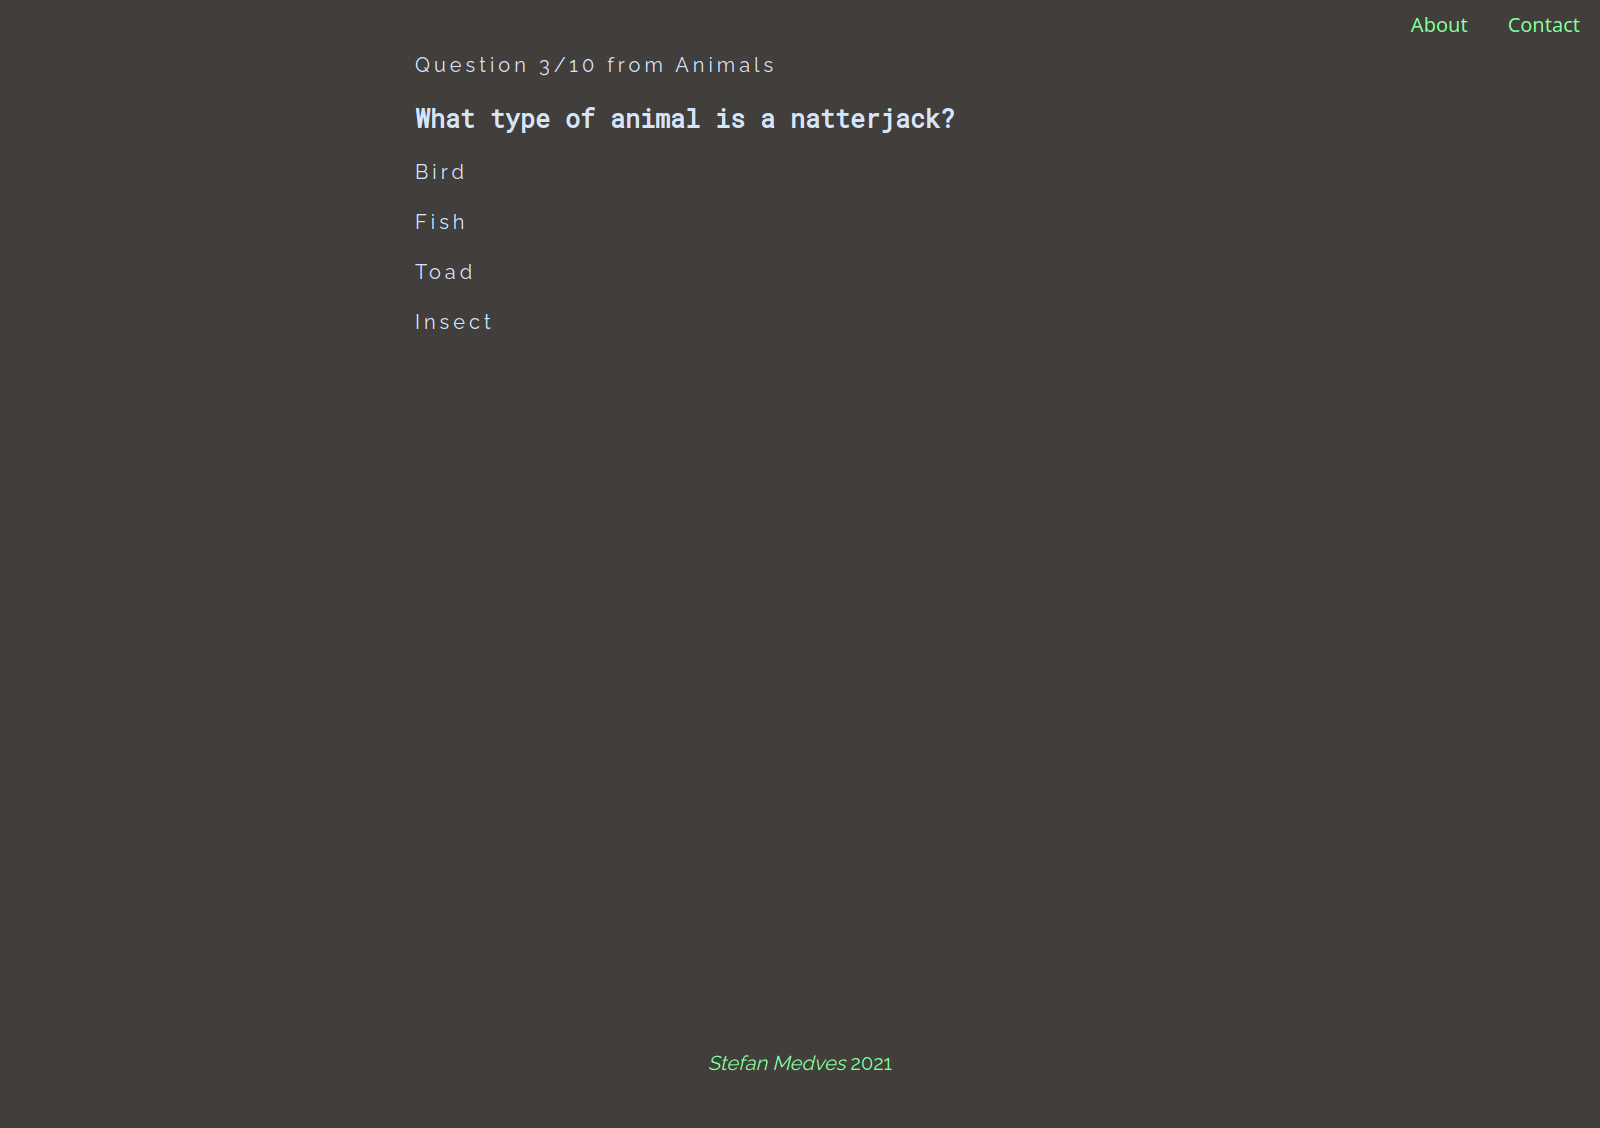 About Contact
Question 3/10 from Animals
What type of animal is a natterjack?
Bird
Fish
Toad
Insect
Stefan Medves 2021